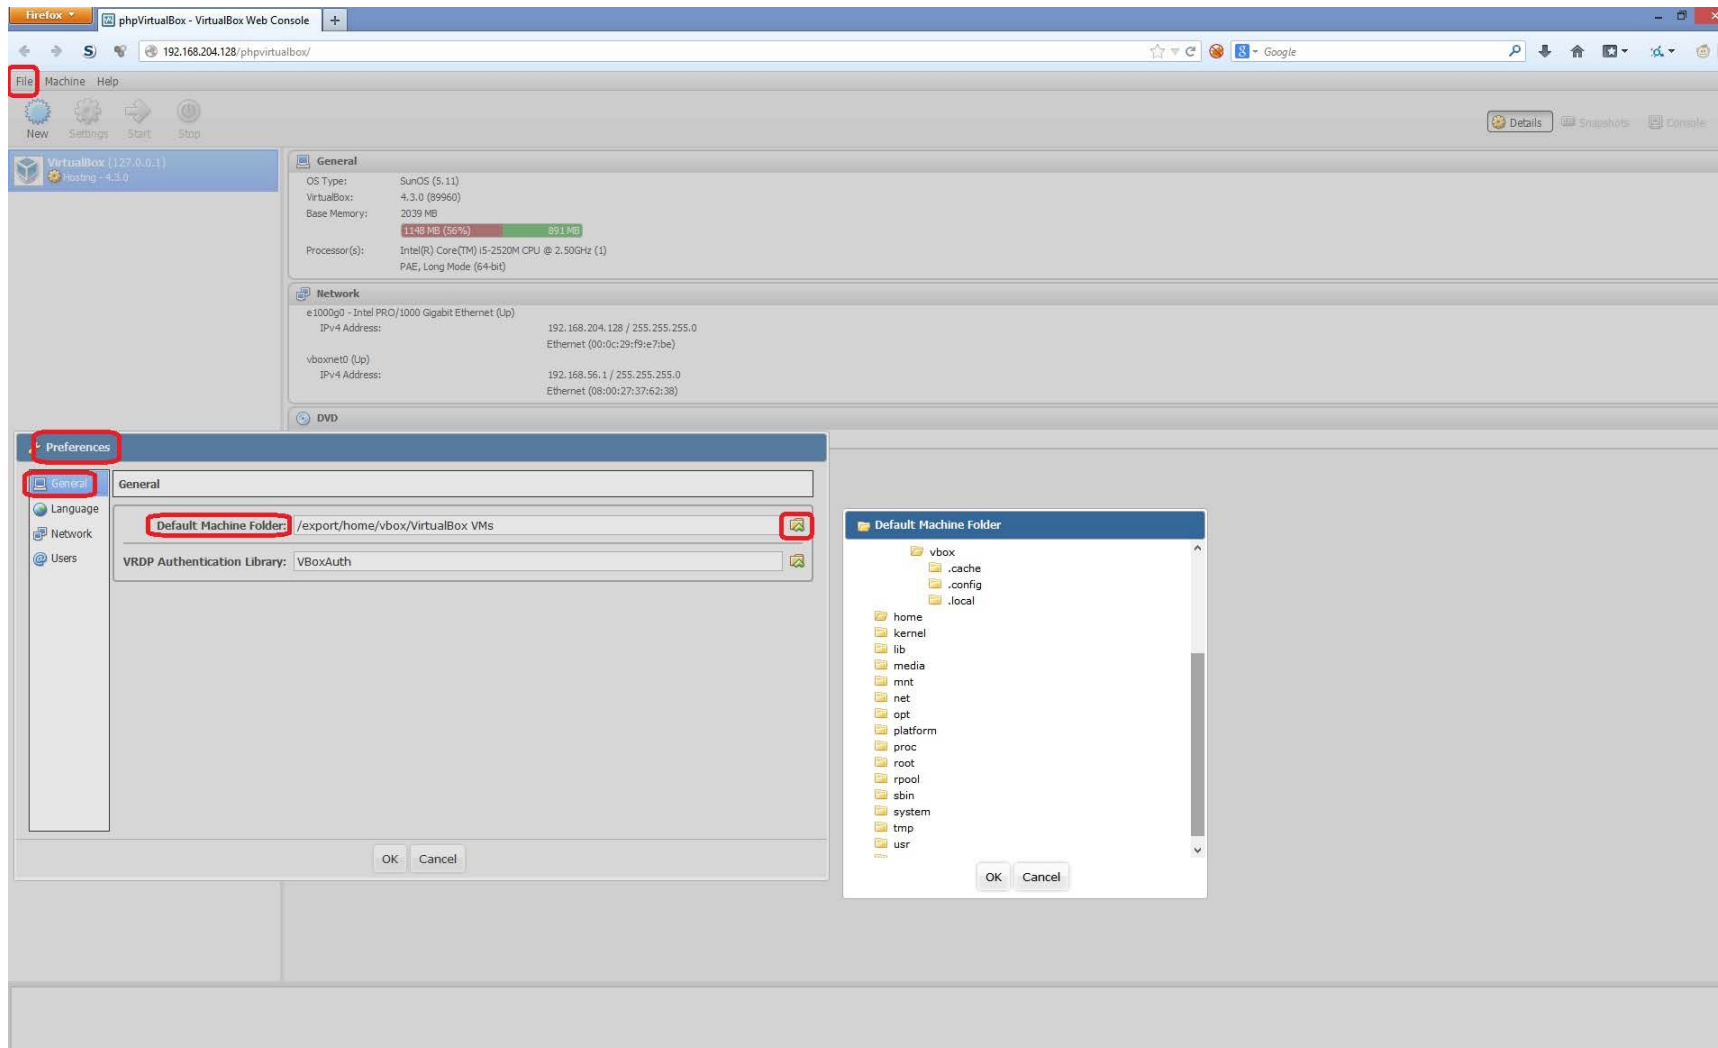 Firefox
phpVirtualBox - VirtualBox Web Console
192.168.204.128/phpvirtualbox/
Google
File Machine Help
New Settings Start Stop
Details Snapshots Console
VirtualBox (127.0.0.1)
Hosting - 4.3.0
General
OS Type: SunOS (5.11)
VirtualBox: 4.3.0 (89960)
Base Memory: 2039 MB
1148 MB (56%) 891 MB
Processor(s): Intel(R) Core(TM) i5-2520M CPU @ 2.50GHz (1)
PAE, Long Mode (64-bit)
Network
e1000g0 - Intel PRO/1000 Gigabit Ethernet (Up)
IPv4 Address: 192.168.204.128 / 255.255.255.0
Ethernet (00:0c:29:f9:e7:be)
vboxnet0 (Up)
IPv4 Address: 192.168.56.1 / 255.255.255.0
Ethernet (08:00:27:37:62:38)
DVD
Preferences
General
Language
Network
Users
General
Default Machine Folder: /export/home/vbox/VirtualBox VMs
VRDP Authentication Library: VBoxAuth
OK Cancel
Default Machine Folder
vbox
.cache
.config
.local
home
kernel
lib
media
mnt
net
opt
platform
proc
root
rpool
sbin
system
tmp
usr
OK Cancel